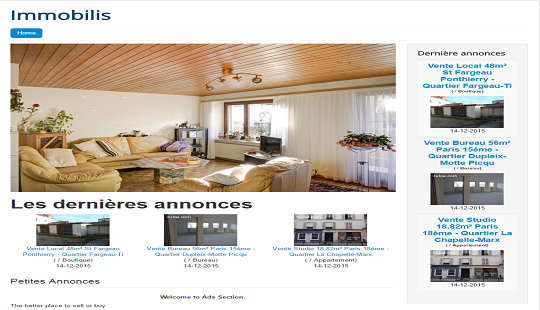 Immobilis
Home
Les dernières annonces
Vente Local 48m² St Fargeau
Ponthierry - Quartier Fargeau-Ti
( / Boutique)
14-12-2015
Vente Bureau 56m² Paris 15ème -
Quartier Dupleix-Motte Picqu
( / Bureau)
14-12-2015
Vente Studio 18,82m² Paris 18ème -
Quartier La Chapelle-Marx
( / Appartement)
14-12-2015
Petites Annonces
Welcome to Ads Section.
The better place to sell or buy
Dernière annonces
Vente Local 48m²
St Fargeau
Ponthierry -
Quartier Fargeau-Ti
( / Boutique)
14-12-2015
Vente Bureau 56m²
Paris 15ème -
Quartier Dupleix-
Motte Picqu
( / Bureau)
14-12-2015
Vente Studio
18,82m² Paris
18ème - Quartier La
Chapelle-Marx
( / Appartement)
14-12-2015